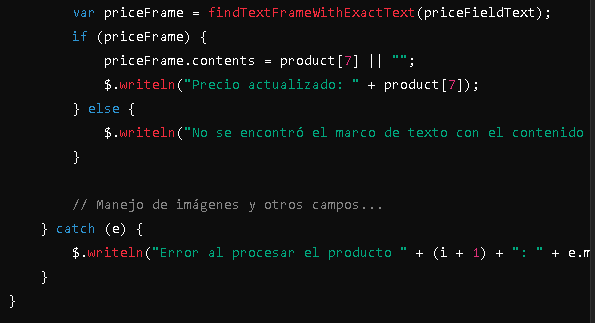 var priceFrame = findTextFrameWithExactText(priceFieldText);
if (priceFrame) {
priceFrame.contents = product[7] || "";
$.writeln("Precio actualizado: " + product[7]);
} else {
$.writeln("No se encontró el marco de texto con el contenido
}
// Manejo de imágenes y otros campos...
} catch (e) {
$.writeln("Error al procesar el producto " + (i + 1) + ": " + e.m
}
}